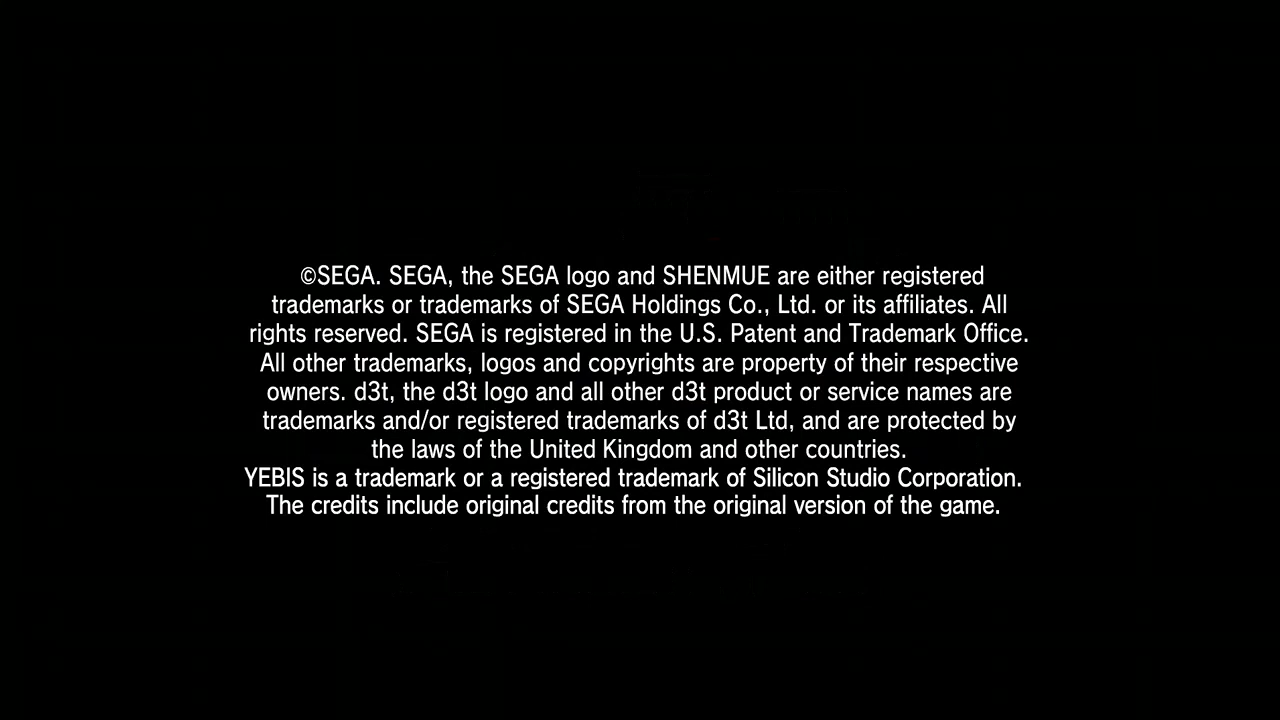 ©SEGA. SEGA, the SEGA logo and SHENMUE are either registered
trademarks or trademarks of SEGA Holdings Co., Ltd. or its affiliates. All
rights reserved. SEGA is registered in the U.S. Patent and Trademark Office.
All other trademarks, logos and copyrights are property of their respective
owners. d3t, the d3t logo and all other d3t product or service names are
trademarks and/or registered trademarks of d3t Ltd, and are protected by
the laws of the United Kingdom and other countries.
YEBIS is a trademark or a registered trademark of Silicon Studio Corporation.
The credits include original credits from the original version of the game.